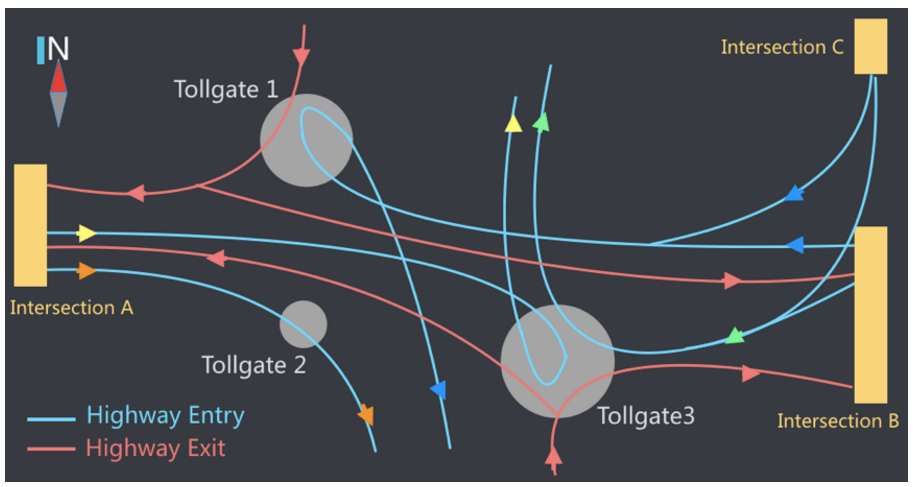 N
Intersection C
Tollgate 1
Intersection A
Tollgate 2
Tollgate3
Intersection B
Highway Entry
Highway Exit